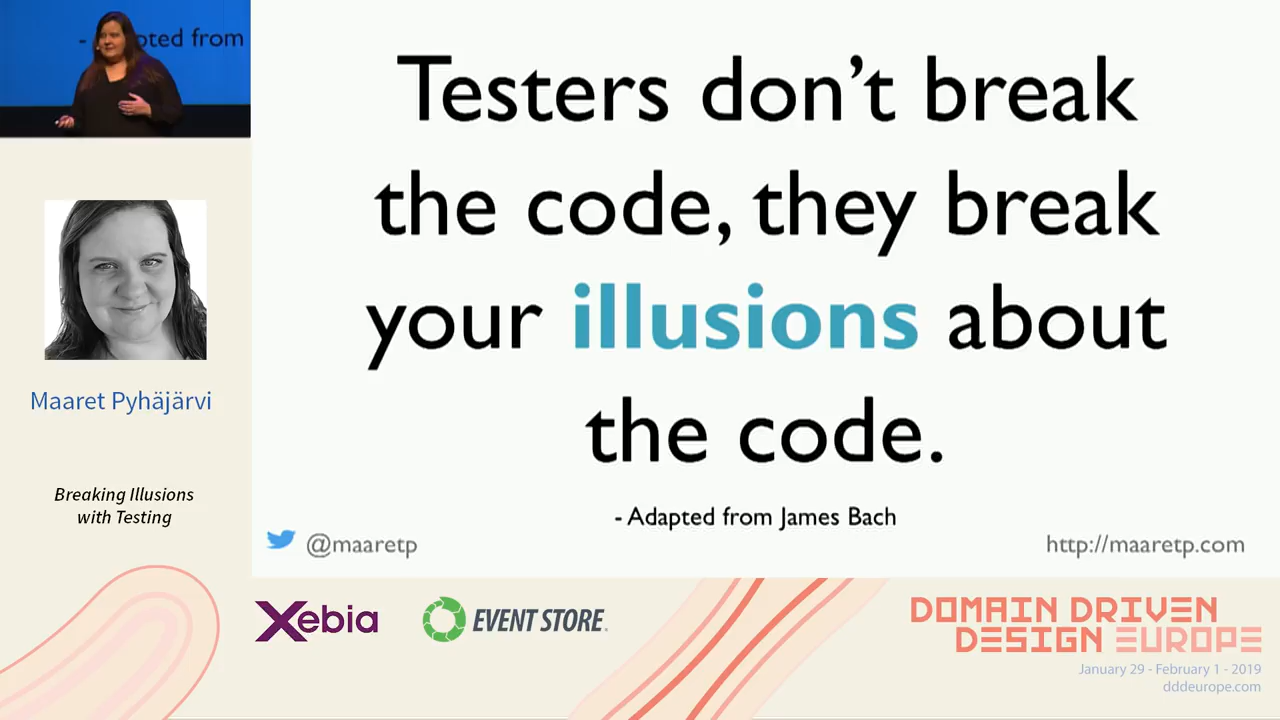 - Adapted from
Testers don't break
the code, they break
your illusions about
the code.
- Adapted from James Bach
@maaretp
http://maaretp.com
Maaret Pyhäjärvi
Breaking Illusions
with Testing
Xebia
EVENT STORE.
DOMAIN DRIVEN
DESIGN EUROPE
January 29 - February 1 - 2019
dddeurope.com